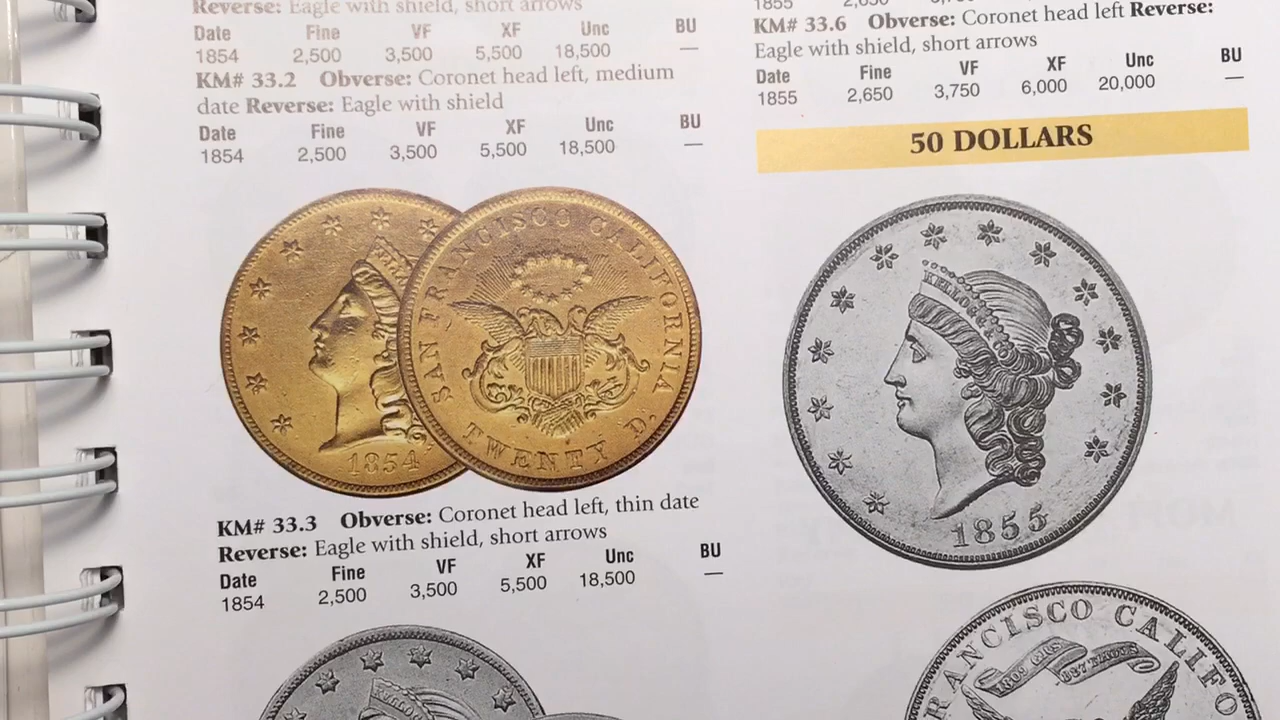 Reverse: Eagle with shield, short arrows
Date Fine VF XF Unc BU
1854 2,500 3,500 5,500 18,500 —
KM# 33.2 Obverse: Coronet head left, medium
date Reverse: Eagle with shield
Date Fine VF XF Unc BU
1854 2,500 3,500 5,500 18,500 —
SAN FRANCISCO CALIFORNIA
TWENTY D.
1854
KM# 33.3 Obverse: Coronet head left, thin date
Reverse: Eagle with shield, short arrows
Date Fine VF XF Unc BU
1854 2,500 3,500 5,500 18,500 —
1855 2,650
KM# 33.6 Obverse: Coronet head left Reverse:
Eagle with shield, short arrows
Date Fine VF XF Unc BU
1855 2,650 3,750 6,000 20,000 —
50 DOLLARS
KELLOGG
1855
FRANCISCO CALIFO
1309 GRS.